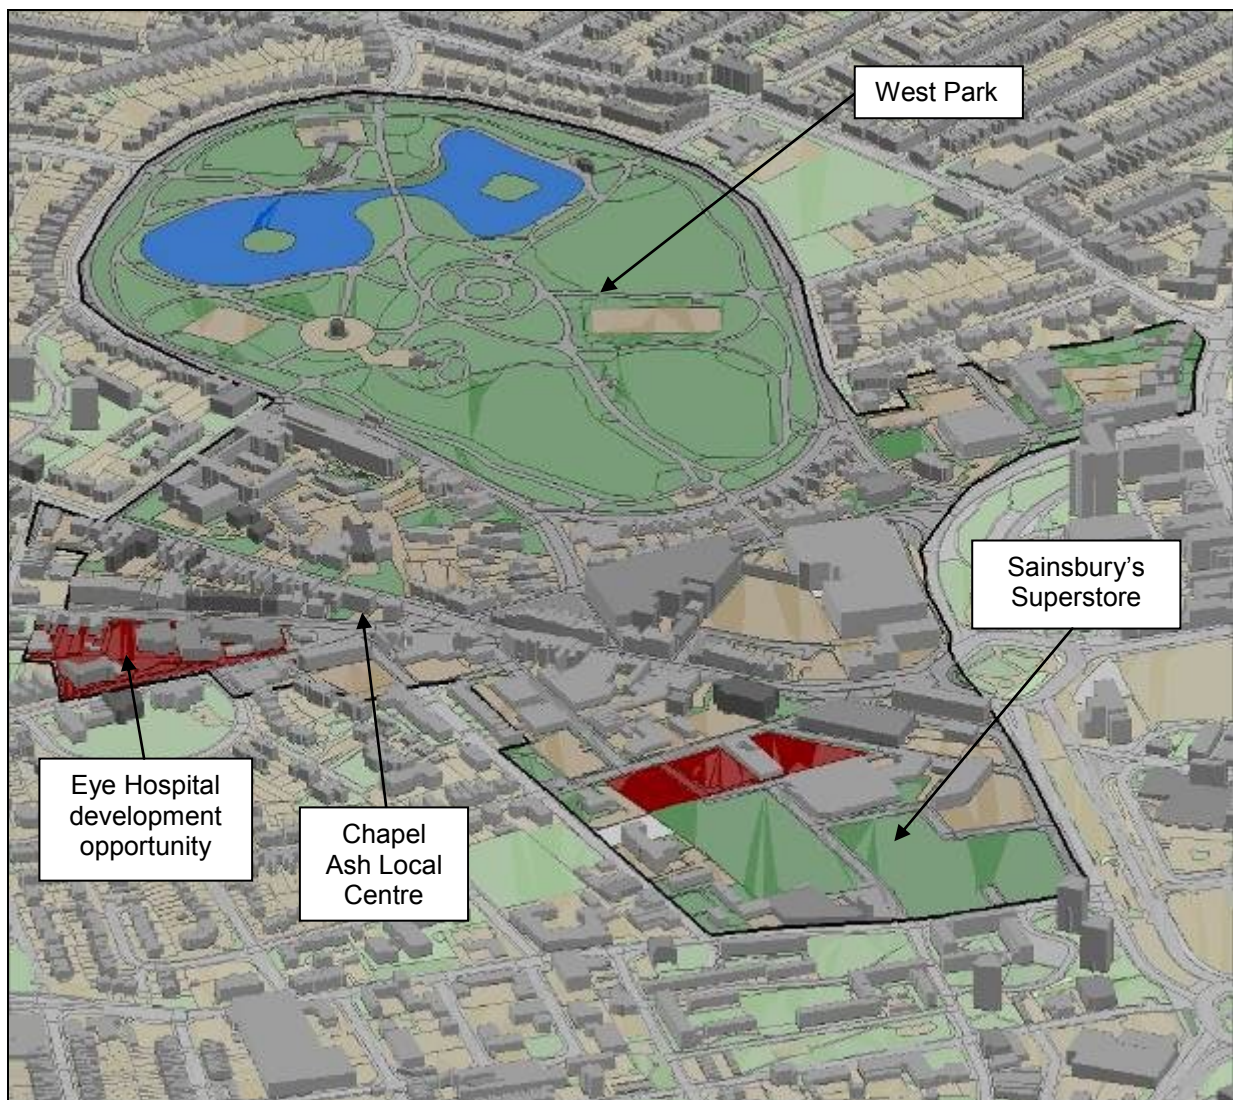 West Park
Sainsbury’s
Superstore
Eye Hospital
development
opportunity
Chapel
Ash Local
Centre